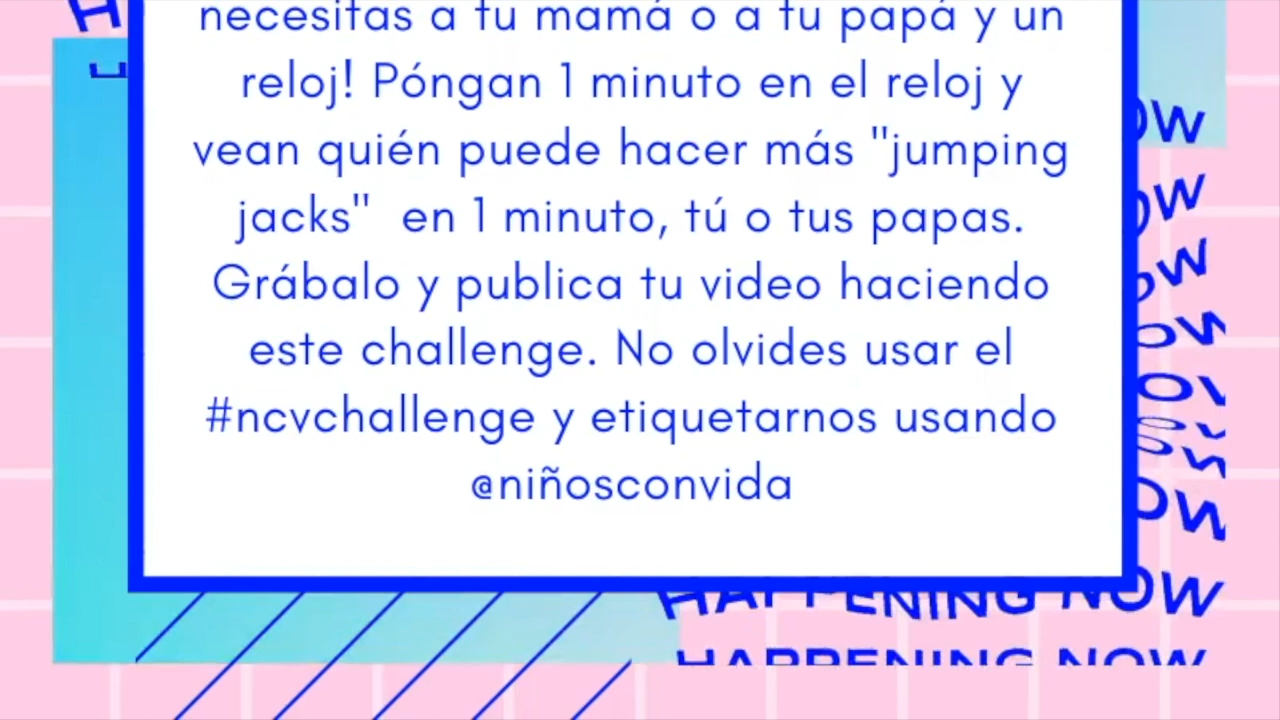 necesitas a tu mamá o a tu papá y un
reloj! Póngan 1 minuto en el reloj y
vean quién puede hacer más "jumping
jacks"  en 1 minuto, tú o tus papas.
Grábalo y publica tu video haciendo
este challenge. No olvides usar el
#ncvchallenge y etiquetarnos usando
@niñosconvida
HAPPENING NOW
HAPPENING NOW